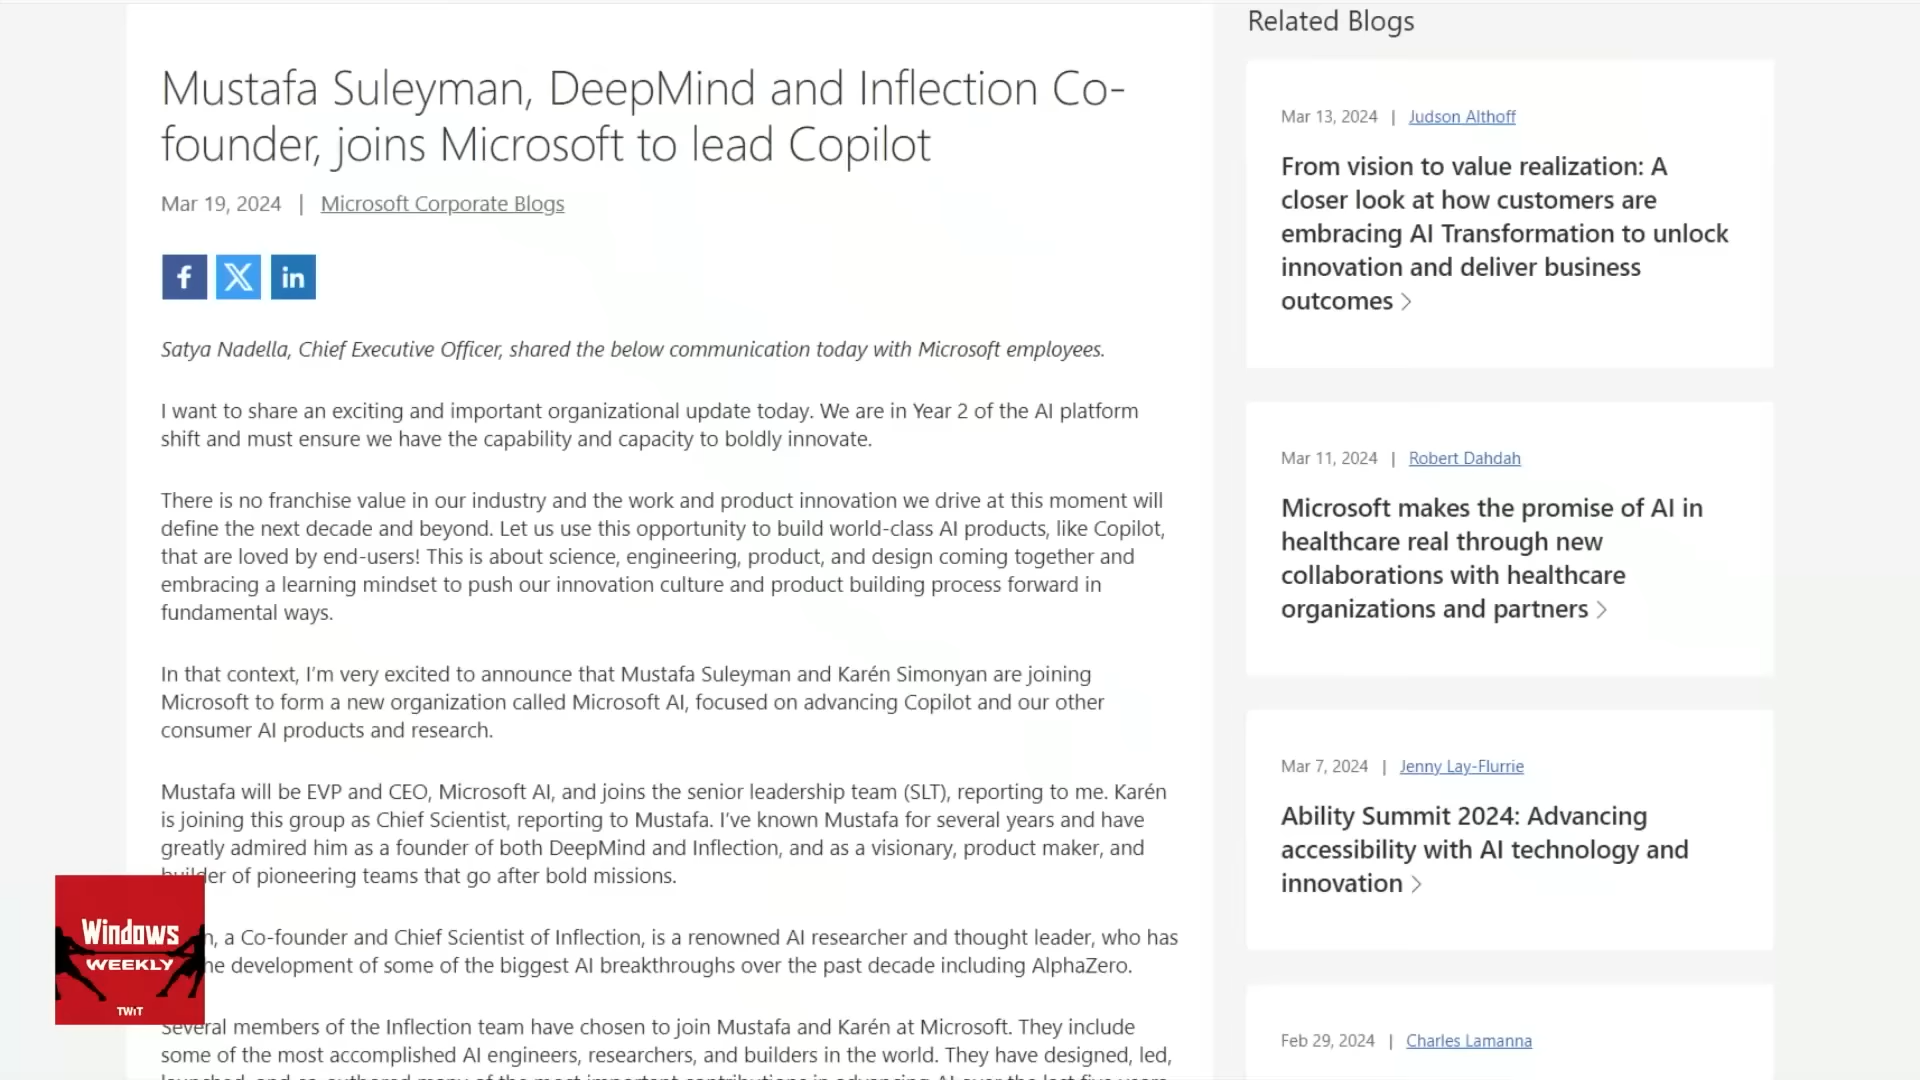 Mustafa Suleyman, DeepMind and Inflection Co-
founder, joins Microsoft to lead Copilot
Mar 19, 2024 | Microsoft Corporate Blogs
f X in
Satya Nadella, Chief Executive Officer, shared the below communication today with Microsoft employees.
I want to share an exciting and important organizational update today. We are in Year 2 of the AI platform
shift and must ensure we have the capability and capacity to boldly innovate.
There is no franchise value in our industry and the work and product innovation we drive at this moment will
define the next decade and beyond. Let us use this opportunity to build world-class AI products, like Copilot,
that are loved by end-users! This is about science, engineering, product, and design coming together and
embracing a learning mindset to push our innovation culture and product building process forward in
fundamental ways.
In that context, I’m very excited to announce that Mustafa Suleyman and Karén Simonyan are joining
Microsoft to form a new organization called Microsoft AI, focused on advancing Copilot and our other
consumer AI products and research.
Mustafa will be EVP and CEO, Microsoft AI, and joins the senior leadership team (SLT), reporting to me. Karén
is joining this group as Chief Scientist, reporting to Mustafa. I’ve known Mustafa for several years and have
greatly admired him as a founder of both DeepMind and Inflection, and as a visionary, product maker, and
builder of pioneering teams that go after bold missions.
a Co-founder and Chief Scientist of Inflection, is a renowned AI researcher and thought leader, who has
development of some of the biggest AI breakthroughs over the past decade including AlphaZero.
Several members of the Inflection team have chosen to join Mustafa and Karén at Microsoft. They include
some of the most accomplished AI engineers, researchers, and builders in the world. They have designed, led,
Windows
WEEKLY
TWiT
Related Blogs
Mar 13, 2024 | Judson Althoff
From vision to value realization: A
closer look at how customers are
embracing AI Transformation to unlock
innovation and deliver business
outcomes >
Mar 11, 2024 | Robert Dahdah
Microsoft makes the promise of AI in
healthcare real through new
collaborations with healthcare
organizations and partners >
Mar 7, 2024 | Jenny Lay-Flurrie
Ability Summit 2024: Advancing
accessibility with AI technology and
innovation >
Feb 29, 2024 | Charles Lamanna